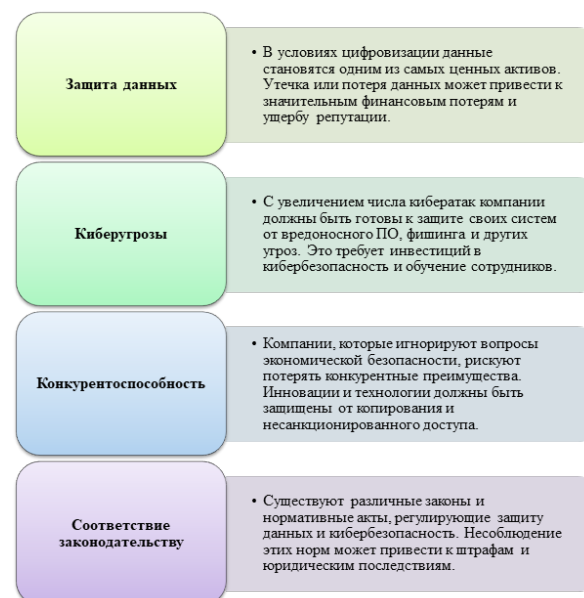 Защита данных
• В условиях цифровизации данные
становятся одним из самых ценных активов.
Утечка или потеря данных может привести к
значительным финансовым потерям и
ущербу репутации.
Киберугрозы
• С увеличением числа кибератак компании
должны быть готовы к защите своих систем
от вредоносного ПО, фишинга и других
угроз. Это требует инвестиций в
кибербезопасность и обучение сотрудников.
Конкурентоспособность
• Компании, которые игнорируют вопросы
экономической безопасности, рискуют
потерять конкурентные преимущества.
Инновации и технологии должны быть
защищены от копирования и
несанкционированного доступа.
Соответствие
законодательству
• Существуют различные законы и
нормативные акты, регулирующие защиту
данных и кибербезопасность. Несоблюдение
этих норм может привести к штрафам и
юридическим последствиям.